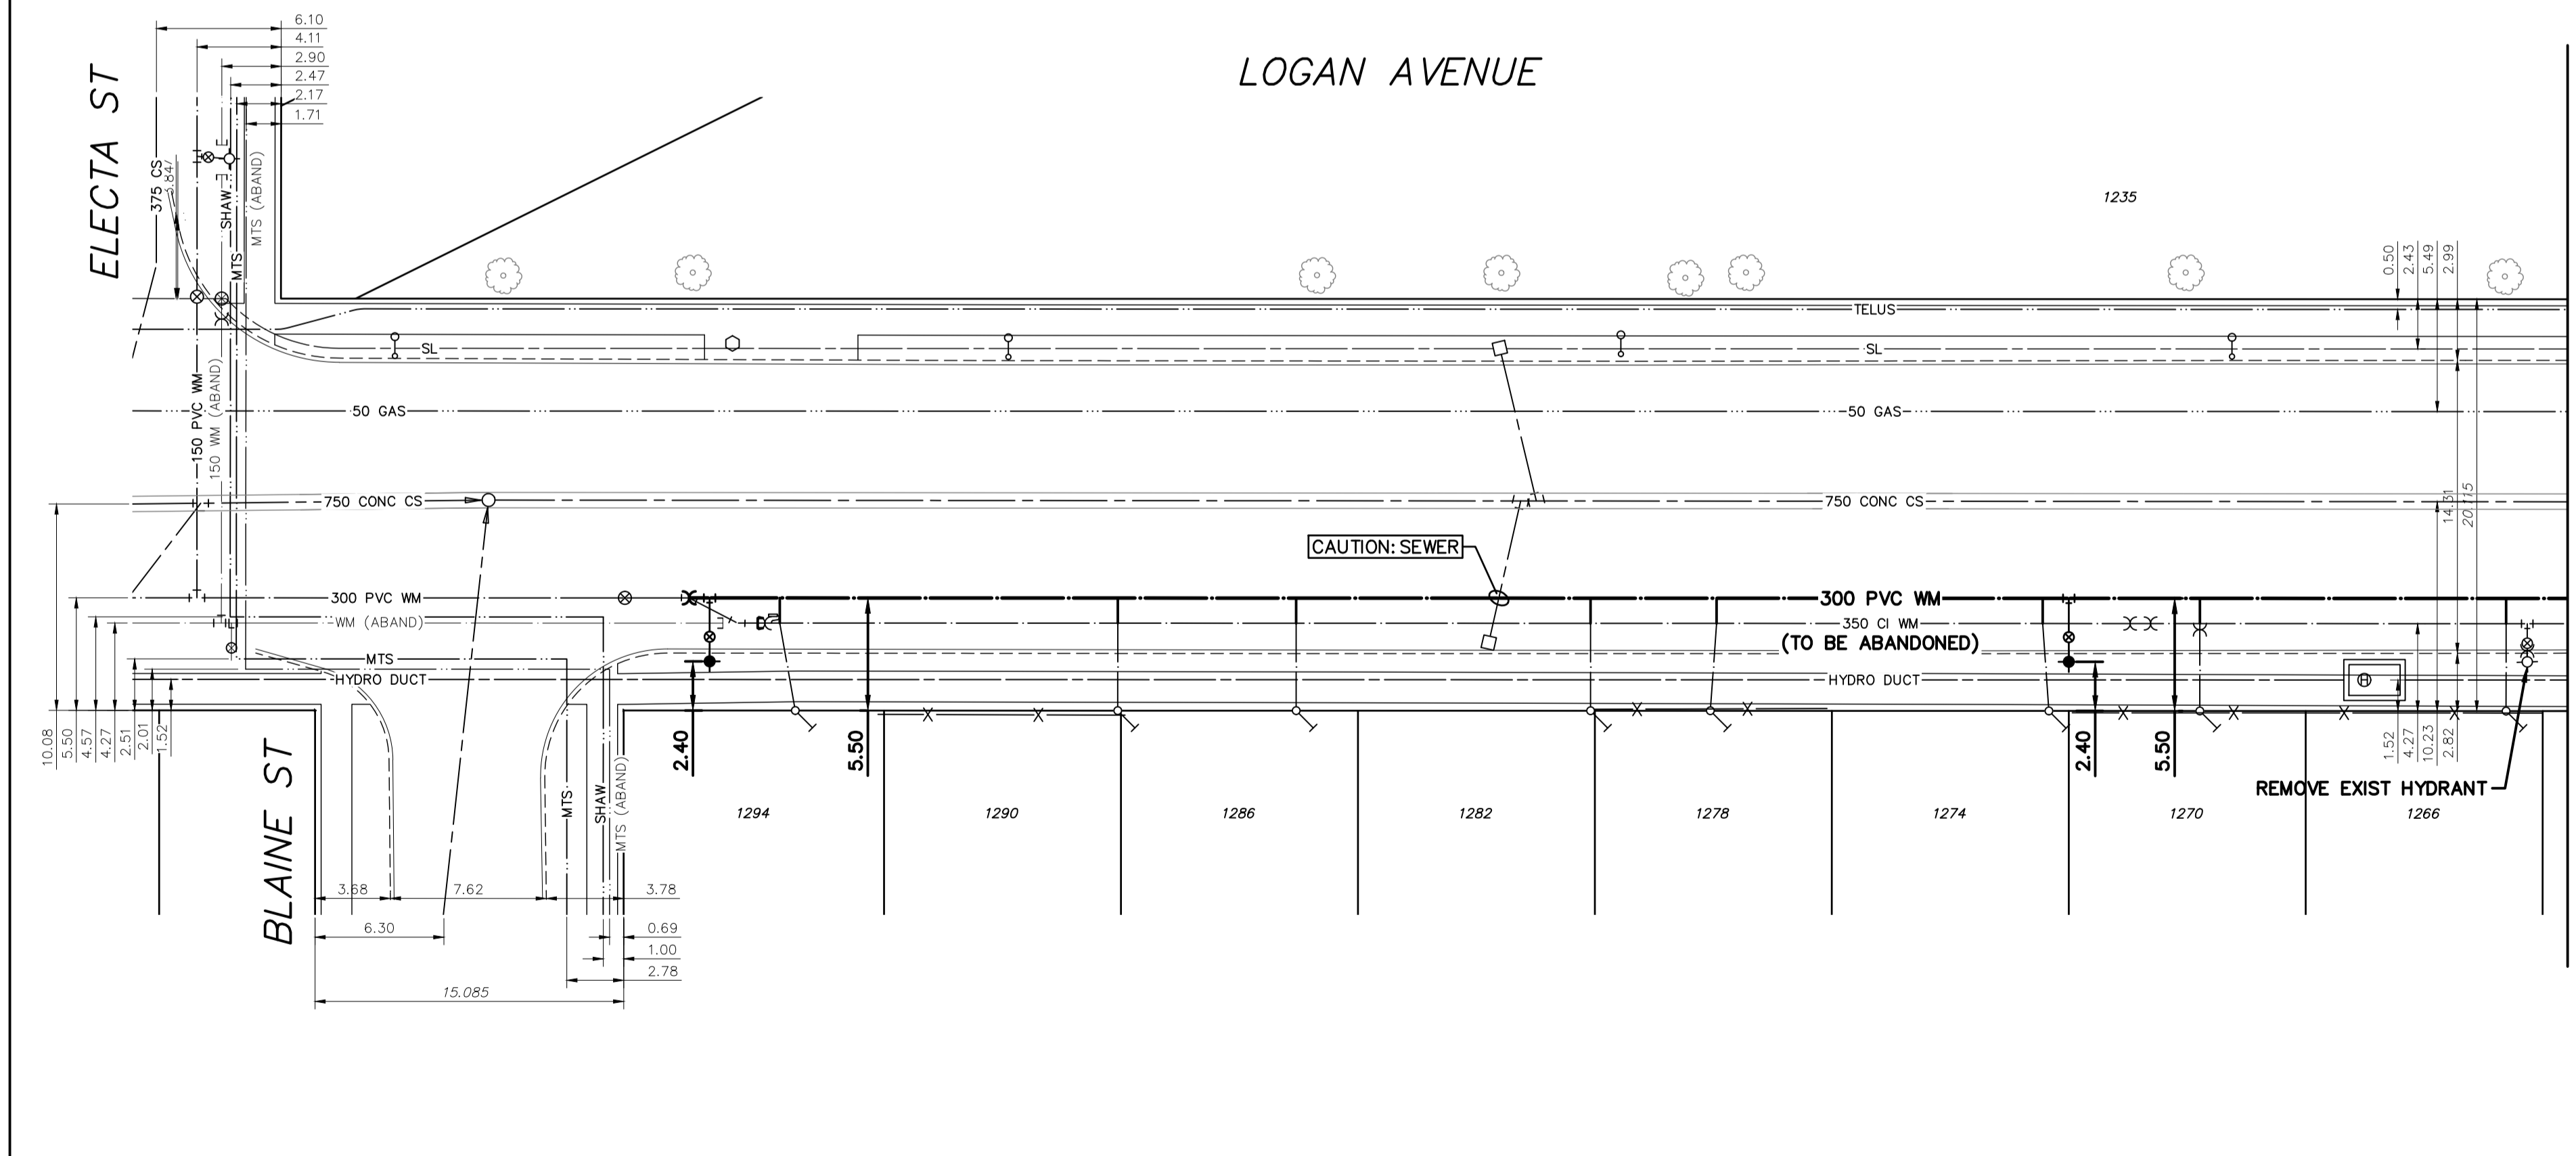 LOGAN AVENUE
ELECTA ST
6.10
4.11
2.90
2.47
2.17
1.71
375 CS
SHAW
MTS
MTS (ABAND)
150 PVC WM
150 WM (ABAND)
1235
0.50
2.43
5.49
2.99
TELUS
SL
SL
50 GAS
50 GAS
750 CONC CS
750 CONC CS
14.31
20.115
CAUTION: SEWER
300 PVC WM
300 PVC WM
WM (ABAND)
350 CI WM
(TO BE ABANDONED)
MTS
HYDRO DUCT
HYDRO DUCT
H
10.08
5.50
4.57
4.27
2.51
2.01
1.52
2.40
5.50
2.40
5.50
1.52
4.27
10.23
2.82
REMOVE EXIST HYDRANT
BLAINE ST
MTS
SHAW
MTS (ABAND)
1294
1290
1286
1282
1278
1274
1270
1266
3.68
7.62
3.78
6.30
0.69
1.00
2.78
15.085